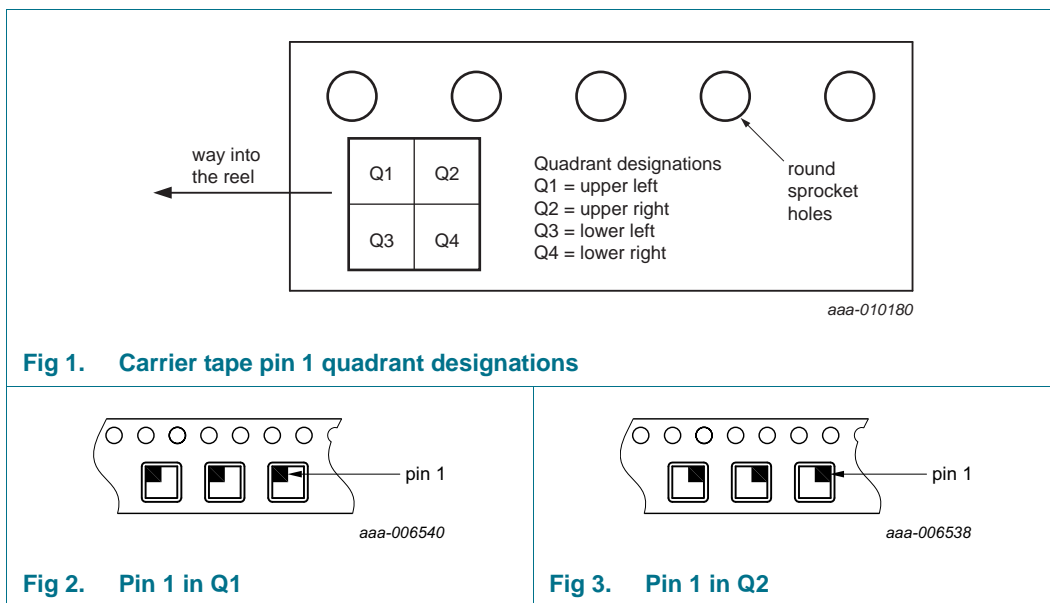 way into
the reel
Q1 Q2
Q3 Q4
Quadrant designations
Q1 = upper left
Q2 = upper right
Q3 = lower left
Q4 = lower right
round
sprocket
holes
aaa-010180
Fig 1. Carrier tape pin 1 quadrant designations
pin 1
aaa-006540
Fig 2. Pin 1 in Q1
pin 1
aaa-006538
Fig 3. Pin 1 in Q2